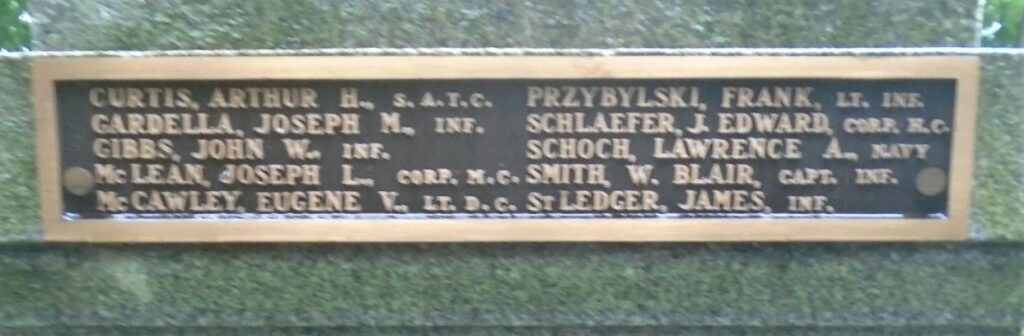 CURTIS, ARTHUR H., S.A.T.C.
GARDELLA, JOSEPH M., INF.
GIBBS, JOHN W., INF.
McLEAN, JOSEPH L., CORP. M.C.
McCAWLEY, EUGENE V., LT. D.C.
PRZYBYLSKI, FRANK, LT. INF.
SCHLAEFER, J. EDWARD, CORP. M.C.
SCHOCH, LAWRENCE A., NAVY
SMITH, W. BLAIR, CAPT. INF.
St LEDGER, JAMES, INF.